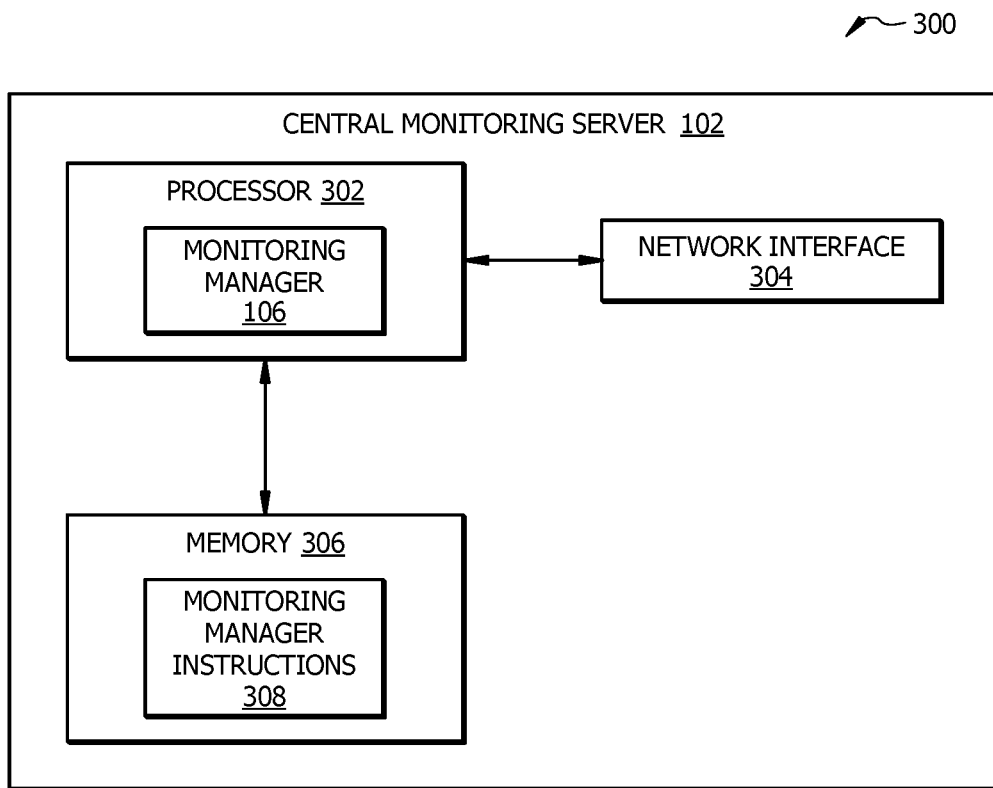 300
CENTRAL MONITORING SERVER 102
PROCESSOR 302
MONITORING
MANAGER
106
NETWORK INTERFACE
304
MEMORY 306
MONITORING
MANAGER
INSTRUCTIONS
308